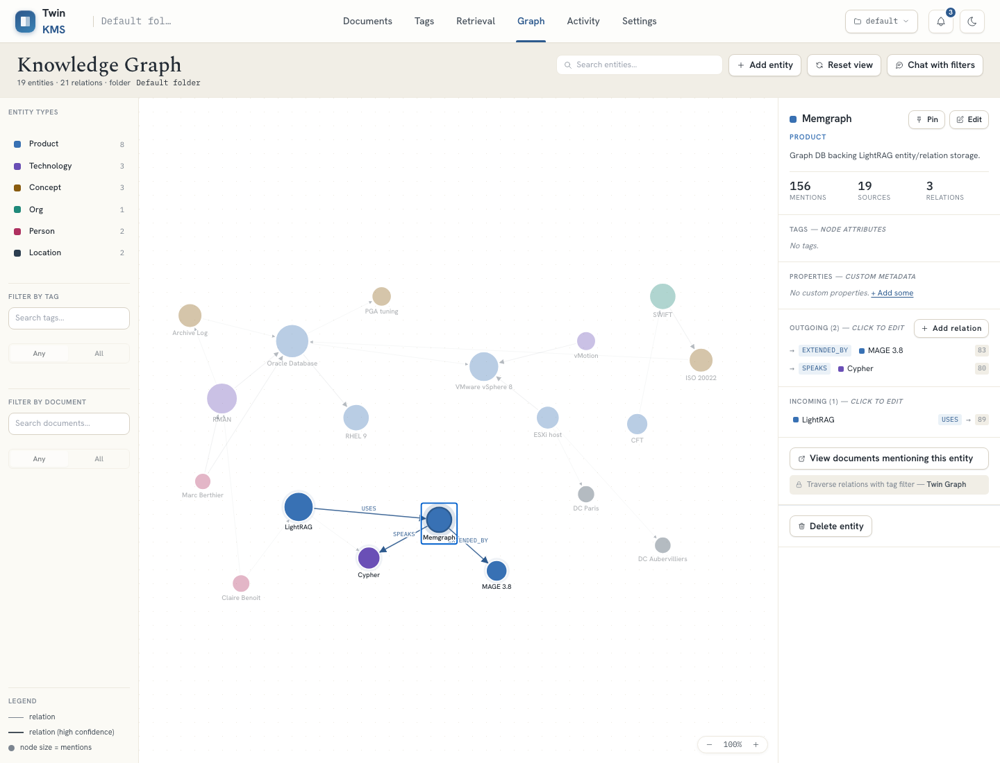 Twin
KMS
Default fol…
Documents
Tags
Retrieval
Graph
Activity
Settings
default
3
Knowledge Graph
19 entities · 21 relations · folder Default folder
Search entities...
Add entity
Reset view
Chat with filters
ENTITY TYPES
Product 8
Technology 3
Concept 3
Org 1
Person 2
Location 2
FILTER BY TAG
Search tags...
Any All
FILTER BY DOCUMENT
Search documents...
Any All
LEGEND
relation
relation (high confidence)
node size = mentions
PGA tuning
SWIFT
Archive Log
Oracle Database
vMotion
VMware vSphere 8
ISO 20022
RMAN
RHEL 9
ESXi host
CFT
Marc Berthier
DC Paris
USES
LightRAG
SPEAKS
Memgraph
EXTENDED_BY
Cypher
MAGE 3.8
DC Aubervilliers
Claire Benoit
− 100% +
Memgraph
Pin
Edit
PRODUCT
Graph DB backing LightRAG entity/relation storage.
156 19 3
MENTIONS SOURCES RELATIONS
TAGS — NODE ATTRIBUTES
No tags.
PROPERTIES — CUSTOM METADATA
No custom properties. + Add some
OUTGOING (2) — CLICK TO EDIT
Add relation
→ EXTENDED_BY MAGE 3.8 83
→ SPEAKS Cypher 80
INCOMING (1) — CLICK TO EDIT
LightRAG USES → 89
View documents mentioning this entity
Traverse relations with tag filter — Twin Graph
Delete entity